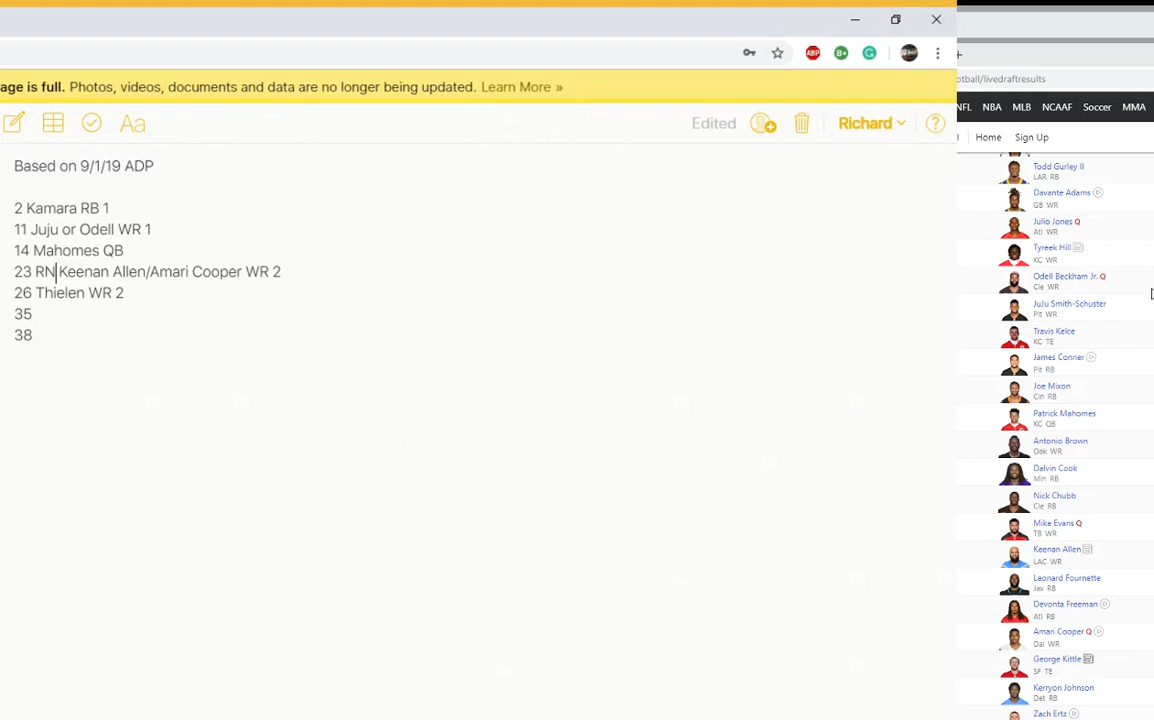 age is full. Photos, videos, documents and data are no longer being updated. Learn More »
Edited
Richard
Based on 9/1/19 ADP
2 Kamara RB 1
11 Juju or Odell WR 1
14 Mahomes QB
23 RN Keenan Allen/Amari Cooper WR 2
26 Thielen WR 2
35
38
otball/livedraftresults
NFL NBA MLB NCAAF Soccer MMA
Home Sign Up
Todd Gurley II
LAR RB
Davante Adams
GB WR
Julio Jones Q
Atl WR
Tyreek Hill
KC WR
Odell Beckham Jr. Q
Cle WR
JuJu Smith-Schuster
Pit WR
Travis Kelce
KC TE
James Conner
Pit RB
Joe Mixon
Cin RB
Patrick Mahomes
KC QB
Antonio Brown
Oak WR
Dalvin Cook
Min RB
Nick Chubb
Cle RB
Mike Evans Q
TB WR
Keenan Allen
LAC WR
Leonard Fournette
Jax RB
Devonta Freeman
Atl RB
Amari Cooper Q
Dal WR
George Kittle
SF TE
Kerryon Johnson
Det RB
Zach Ertz
ABP
B+
Aa
?